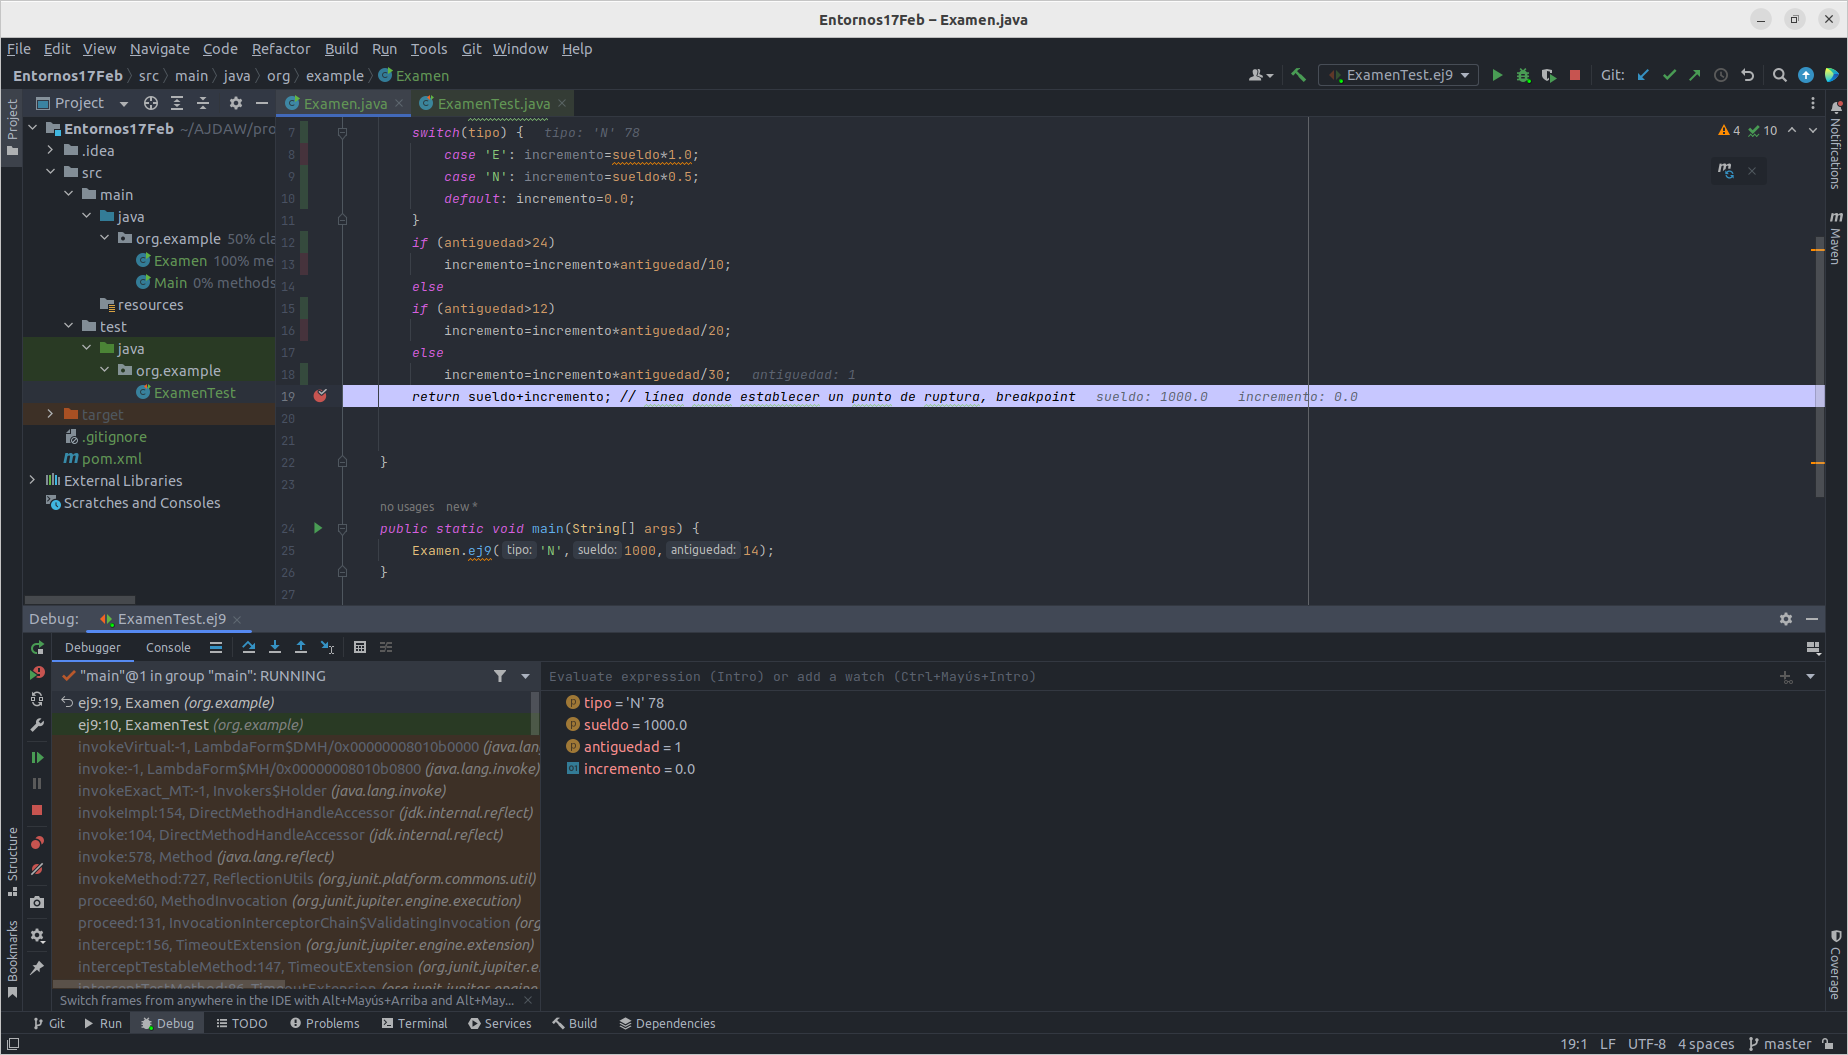 Entornos17Feb – Examen.java
File Edit View Navigate Code Refactor Build Run Tools Git Window Help
Entornos17Feb src main java org example Examen
ExamenTest.ej9 Git:
Project Examen.java ExamenTest.java
Project
Entornos17Feb ~/AJDAW/pro
.idea
src
main
java
org.example 50% cla
Examen 100% me
Main 0% methods
resources
test
java
org.example
ExamenTest
target
.gitignore
pom.xml
External Libraries
Scratches and Consoles
4 10
7 switch(tipo) { tipo: 'N' 78
8 case 'E': incremento=sueldo*1.0;
9 case 'N': incremento=sueldo*0.5;
10 default: incremento=0.0;
11 }
12 if (antiguedad>24)
13 incremento=incremento*antiguedad/10;
14 else
15 if (antiguedad>12)
16 incremento=incremento*antiguedad/20;
17 else
18 incremento=incremento*antiguedad/30; antiguedad: 1
19 return sueldo+incremento; // línea donde establecer un punto de ruptura, breakpoint sueldo: 1000.0 incremento: 0.0
20
21
22 }
23
no usages new *
24 public static void main(String[] args) {
25 Examen.ej9( tipo: 'N', sueldo: 1000, antiguedad: 14);
26 }
27
Notifications
Maven
Coverage
Debug: ExamenTest.ej9
Debugger Console
"main"@1 in group "main": RUNNING
ej9:19, Examen (org.example)
ej9:10, ExamenTest (org.example)
invokeVirtual:-1, LambdaForm$DMH/0x00000008010b0000 (java.lang
invoke:-1, LambdaForm$MH/0x00000008010b0800 (java.lang.invoke)
invokeExact_MT:-1, Invokers$Holder (java.lang.invoke)
invokeImpl:154, DirectMethodHandleAccessor (jdk.internal.reflect)
invoke:104, DirectMethodHandleAccessor (jdk.internal.reflect)
invoke:578, Method (java.lang.reflect)
invokeMethod:727, ReflectionUtils (org.junit.platform.commons.util)
proceed:60, MethodInvocation (org.junit.jupiter.engine.execution)
proceed:131, InvocationInterceptorChain$ValidatingInvocation (org
intercept:156, TimeoutExtension (org.junit.jupiter.engine.extension)
interceptTestableMethod:147, TimeoutExtension (org.junit.jupiter.e
interceptTestMethod:86, TimeoutExtension (org.junit.jupiter.engine
Switch frames from anywhere in the IDE with Alt+Mayús+Arriba and Alt+May...
Evaluate expression (Intro) or add a watch (Ctrl+Mayús+Intro)
tipo = 'N' 78
sueldo = 1000.0
antiguedad = 1
incremento = 0.0
Structure
Bookmarks
Git Run Debug TODO Problems Terminal Services Build Dependencies
19:1 LF UTF-8 4 spaces master